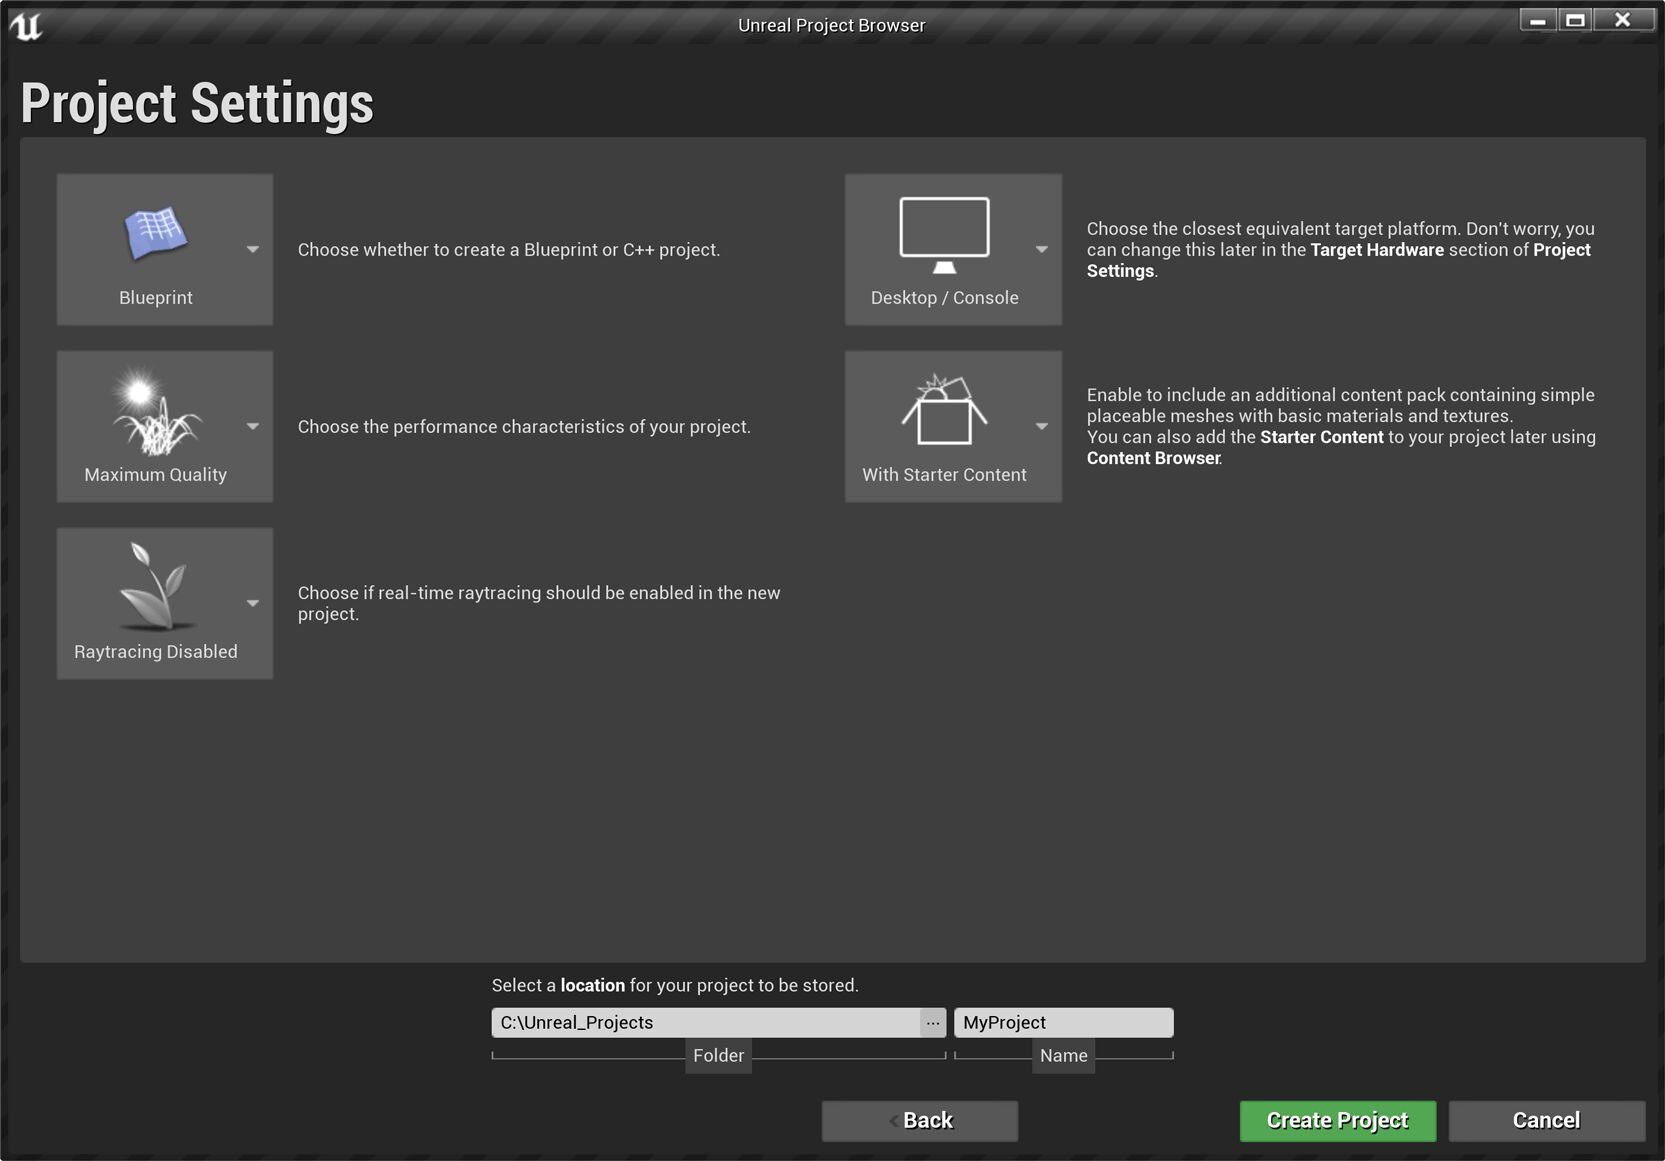 Unreal Project Browser
Project Settings
Blueprint
Choose whether to create a Blueprint or C++ project.
Desktop / Console
Choose the closest equivalent target platform. Don't worry, you
can change this later in the Target Hardware section of Project
Settings.
Maximum Quality
Choose the performance characteristics of your project.
With Starter Content
Enable to include an additional content pack containing simple
placeable meshes with basic materials and textures.
You can also add the Starter Content to your project later using
Content Browser.
Raytracing Disabled
Choose if real-time raytracing should be enabled in the new
project.
Select a location for your project to be stored.
C:\Unreal_Projects
...
MyProject
Folder
Name
Back
Create Project
Cancel